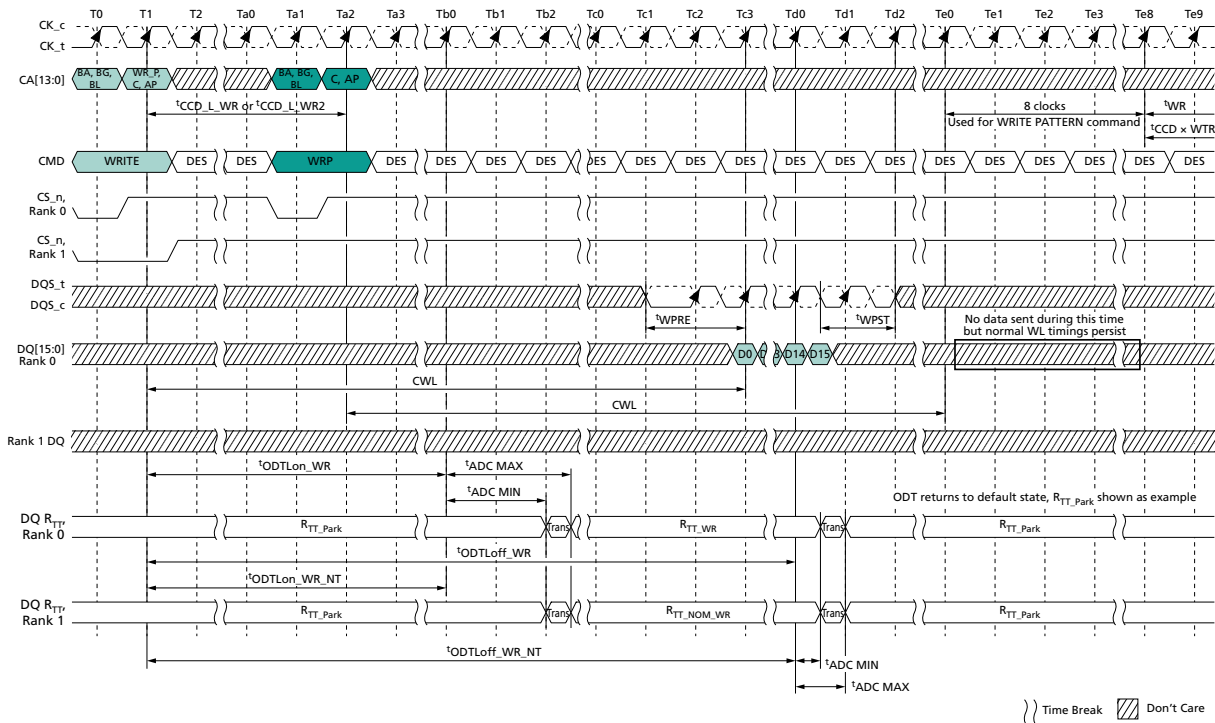 T0 T1 T2 Ta0 Ta1 Ta2 Ta3 Tb0 Tb1 Tb2 Tc0 Tc1 Tc2 Tc3 Td0 Td1 Td2 Te0 Te1 Te2 Te3 Te8 Te9
CK_c
CK_t
CA[13:0]
BA, BG,
BL
WR_P,
C, AP
BA, BG,
BL
C, AP
tCCD_L_WR or tCCD_L_WR2
8 clocks
Used for WRITE PATTERN command
tWR
tCCD × WTR
CMD
WRITE DES DES WRP DES DES DES DES DES DES DES DES DES DES DES DES DES DES DES DES DES
CS_n,
Rank 0
CS_n,
Rank 1
DQS_t
DQS_c
tWPRE
tWPST
No data sent during this time
but normal WL timings persist
DQ[15:0]
Rank 0
D0 D14 D15
CWL
CWL
Rank 1 DQ
tODTLon_WR
tADC MAX
tADC MIN
ODT returns to default state, RTT_Park shown as example
DQ RTT,
Rank 0
RTT_Park Trans RTT_WR Trans RTT_Park
tODTLoff_WR
tODTLon_WR_NT
DQ RTT,
Rank 1
RTT_Park Trans RTT_NOM_WR Trans RTT_Park
tODTLoff_WR_NT
tADC MIN
tADC MAX
Time Break
Don't Care